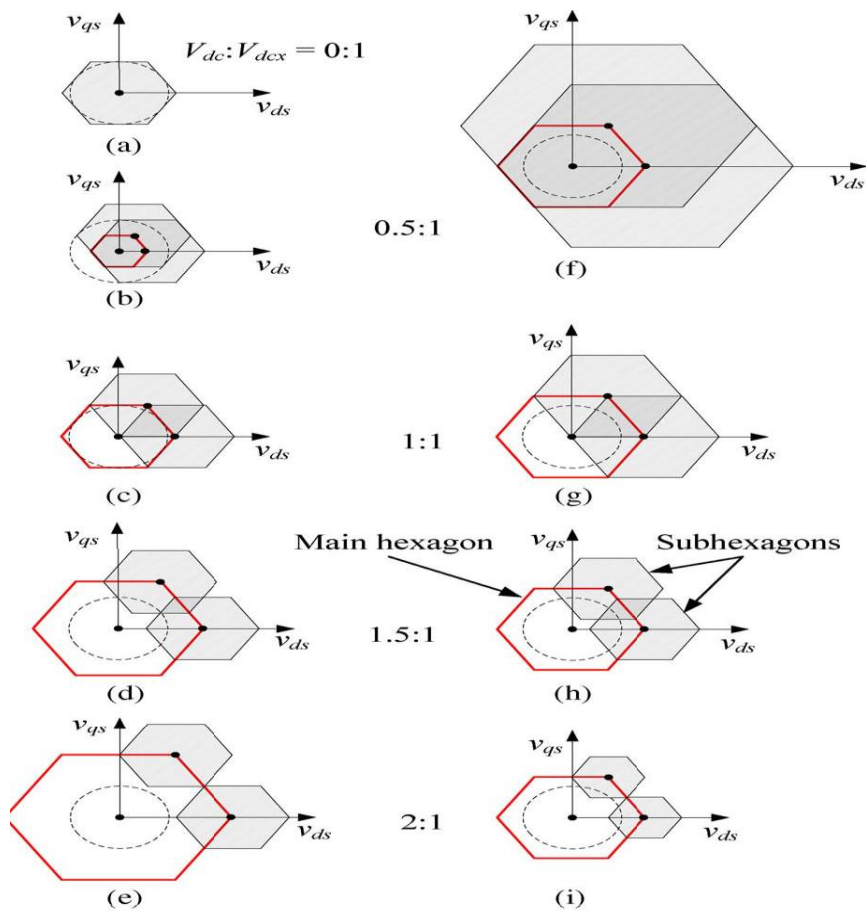 v_qs
V_dc:V_dcx = 0:1
v_ds
(a)
v_qs
v_ds
(b)
0.5:1
v_qs
v_ds
(f)
v_qs
v_ds
(c)
1:1
v_qs
v_ds
(g)
v_qs
Main hexagon
v_ds
(d)
1.5:1
v_qs
Subhexagons
v_ds
(h)
v_qs
v_ds
(e)
2:1
v_qs
v_ds
(i)